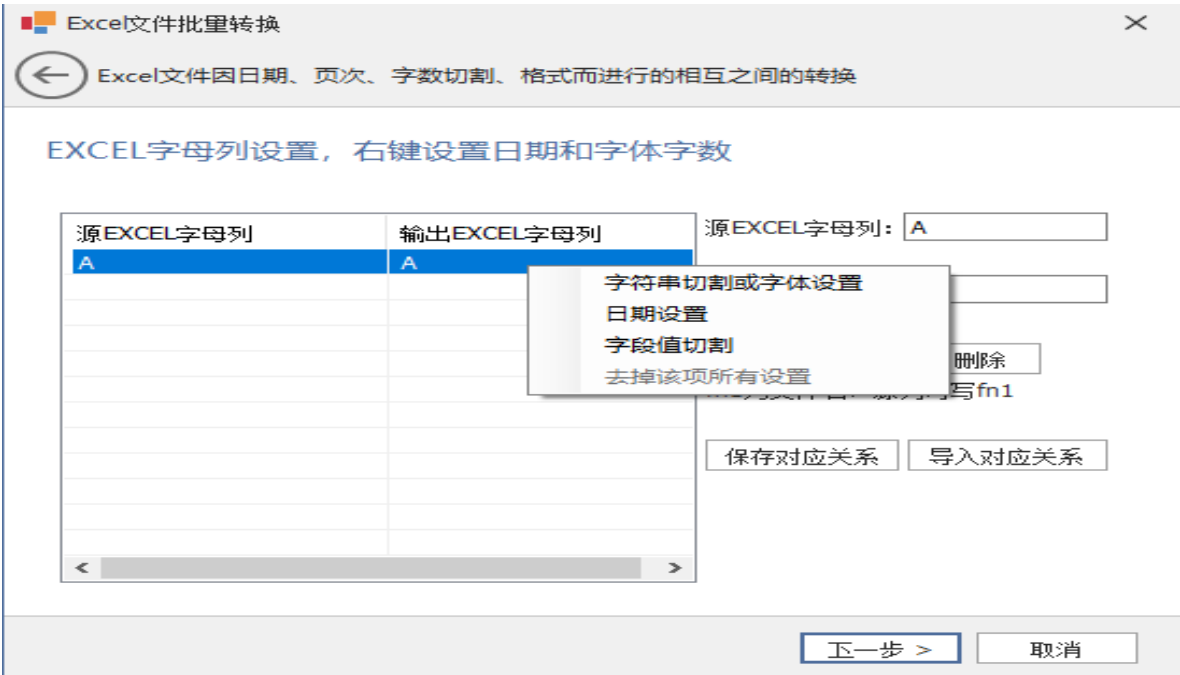 Excel文件批里转换
Excel文件因日期、页次、字数切割、格式而进行的相互之间的转换
EXCEL字母列设置，右键设置日期和字体字数
源EXCEL字母列 输出EXCEL字母列
A A
源EXCEL字母列： A
字符串切割或字体设置
日期设置
字段值切割
去掉该项所有设置
删除
fn1
保存对应关系 导入对应关系
下一步 > 取消